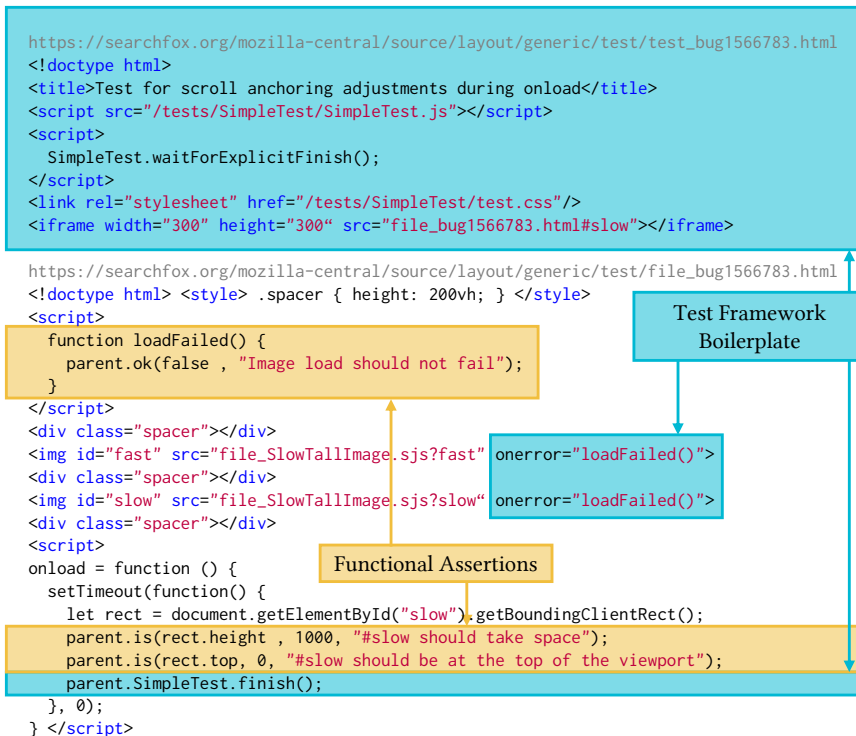 https://searchfox.org/mozilla-central/source/layout/generic/test/test_bug1566783.html
<!doctype html>
<title>Test for scroll anchoring adjustments during onload</title>
<script src="/tests/SimpleTest/SimpleTest.js"></script>
<script>
  SimpleTest.waitForExplicitFinish();
</script>
<link rel="stylesheet" href="/tests/SimpleTest/test.css"/>
<iframe width="300" height="300“ src="file_bug1566783.html#slow"></iframe>
https://searchfox.org/mozilla-central/source/layout/generic/test/file_bug1566783.html
<!doctype html> <style> .spacer { height: 200vh; } </style>
<script>
  function loadFailed() {
    parent.ok(false , "Image load should not fail");
  }
</script>
Test Framework
Boilerplate
<div class="spacer"></div>
<img id="fast" src="file_SlowTallImage.sjs?fast" onerror="loadFailed()">
<div class="spacer"></div>
<img id="slow" src="file_SlowTallImage.sjs?slow“ onerror="loadFailed()">
<div class="spacer"></div>
<script>
Functional Assertions
onload = function () {
  setTimeout(function() {
    let rect = document.getElementById("slow").getBoundingClientRect();
    parent.is(rect.height , 1000, "#slow should take space");
    parent.is(rect.top, 0, "#slow should be at the top of the viewport");
    parent.SimpleTest.finish();
  }, 0);
} </script>